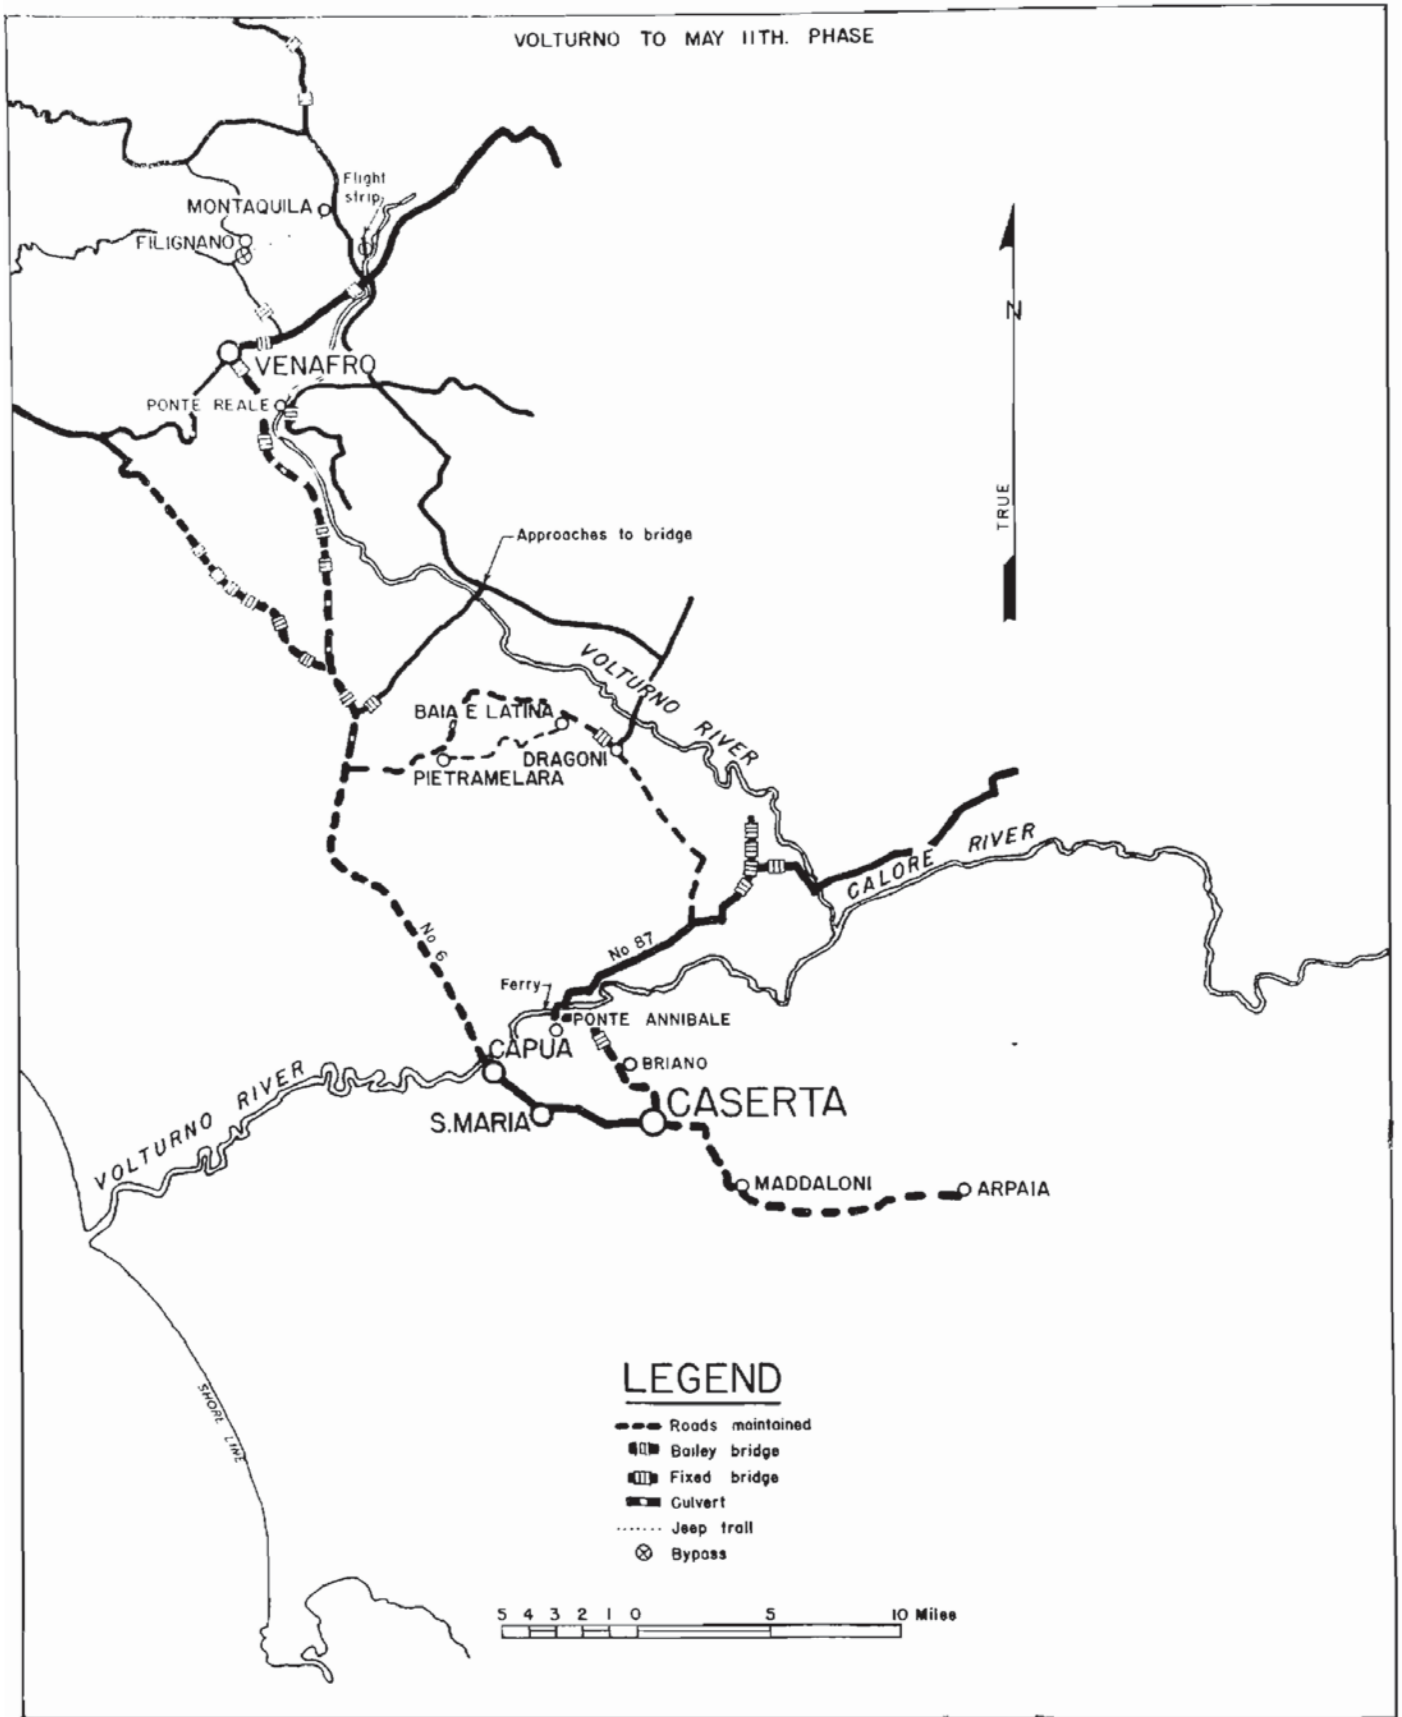 VOLTURNO TO MAY 11TH. PHASE
Flight
strip
MONTAQUILA
FILIGNANO
N
VENAFRO
PONTE REALE
TRUE
Approaches to bridge
VOLTURNO RIVER
BAIA E LATINA
DRAGONI
PIETRAMELARA
CALORE RIVER
No 6
No 87
Ferry
PONTE ANNIBALE
CAPUA
BRIANO
CASERTA
S. MARIA
VOLTURNO RIVER
MADDALONI
ARPAIA
SHORE LINE
LEGEND
Roads maintained
Bailey bridge
Fixed bridge
Culvert
Jeep trail
Bypass
5 4 3 2 1 0 5 10 Miles